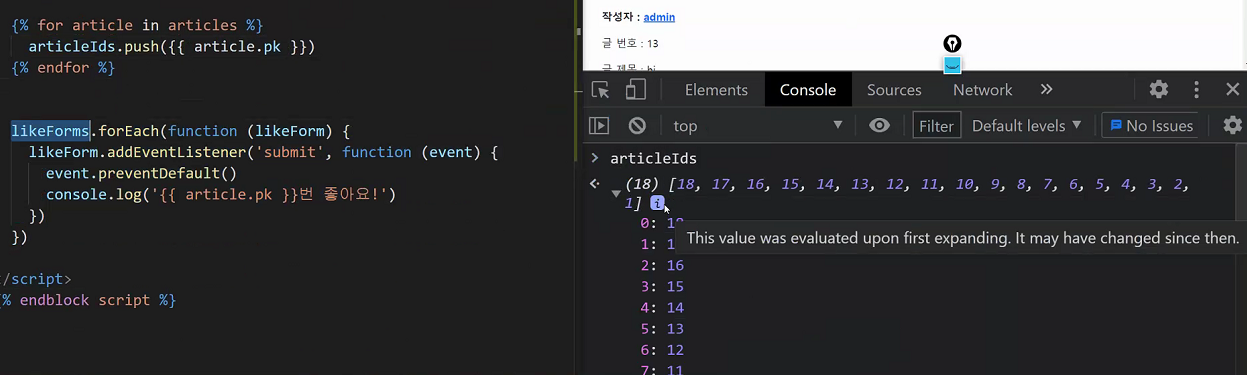 {% for article in articles %}
articleIds.push({{ article.pk }})
{% endfor %}
likeForms.forEach(function (likeForm) {
likeForm.addEventListener('submit', function (event) {
event.preventDefault()
console.log('{{ article.pk }}번 좋아요!')
})
})
/script>
% endblock script %}
작성자 : admin
글 번호 : 13
글 제목 : hi
Elements Console Sources Network »
top Filter Default levels ▼ No Issues
> articleIds
(18) [18, 17, 16, 15, 14, 13, 12, 11, 10, 9, 8, 7, 6, 5, 4, 3, 2,
1] i
0: 18
This value was evaluated upon first expanding. It may have changed since then.
1: 1
2: 16
3: 15
4: 14
5: 13
6: 12
7: 11